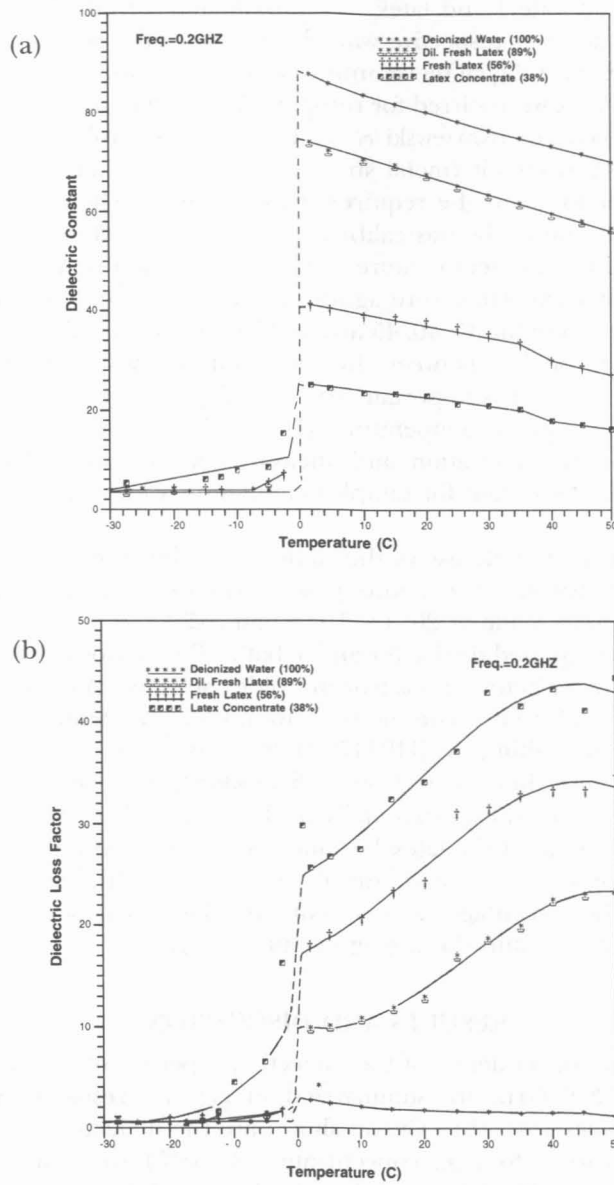 (a)
Freq.=0.2GHZ
Deionized Water (100%)
Dil. Fresh Latex (89%)
Fresh Latex (56%)
Latex Concentrate (38%)
Dielectric Constant
100
80
60
40
20
0
-30 -20 -10 0 10 20 30 40 50
Temperature (C)
(b)
Freq.=0.2GHZ
Deionized Water (100%)
Dil. Fresh Latex (89%)
Fresh Latex (56%)
Latex Concentrate (38%)
Dielectric Loss Factor
50
40
30
20
10
0
-30 -20 -10 0 10 20 30 40 50
Temperature (C)